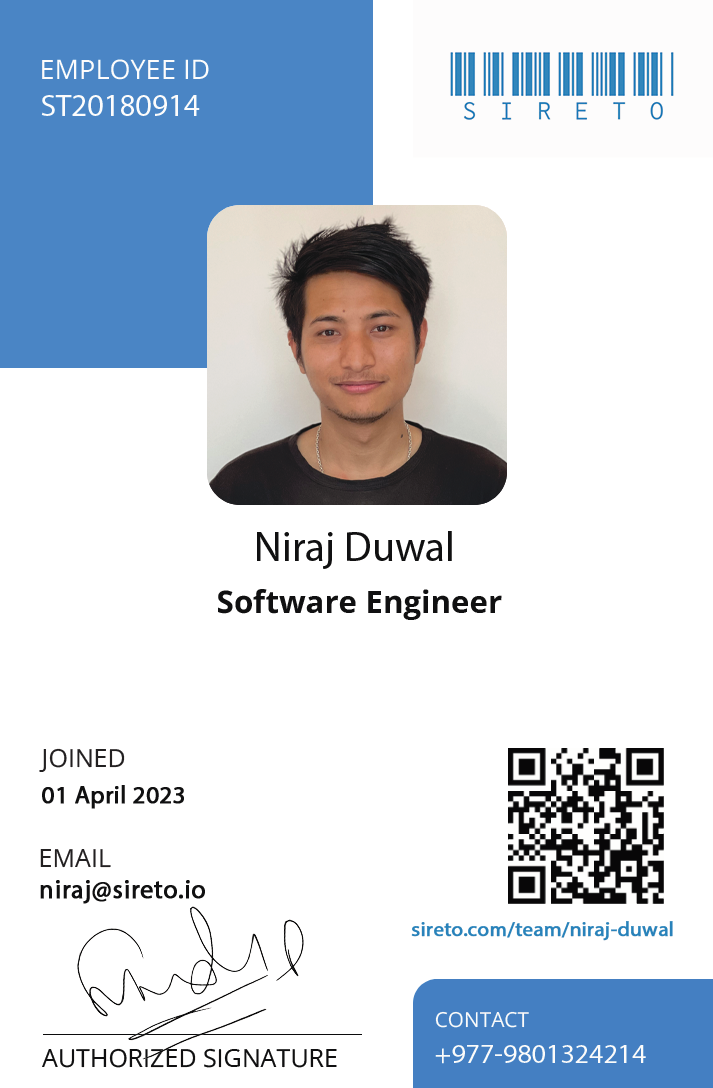 EMPLOYEE ID
ST20180914
SIRETO
Niraj Duwal
Software Engineer
JOINED
01 April 2023
EMAIL
niraj@sireto.io
sireto.com/team/niraj-duwal
AUTHORIZED SIGNATURE
CONTACT
+977-9801324214